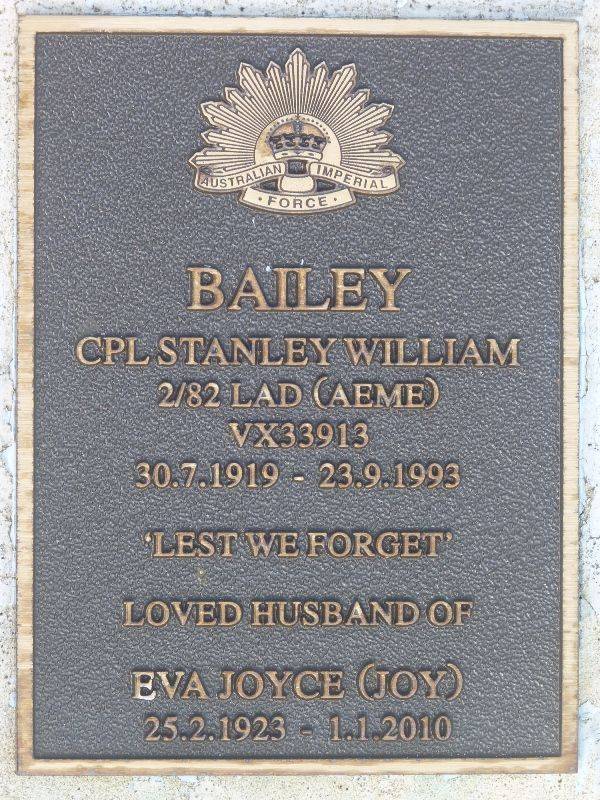 AUSTRALIAN IMPERIAL
· FORCE ·
BAILEY
CPL STANLEY WILLIAM
2/82 LAD (AEME)
VX33913
30.7.1919 - 23.9.1993
'LEST WE FORGET'
LOVED HUSBAND OF
EVA JOYCE (JOY)
25.2.1923 - 1.1.2010